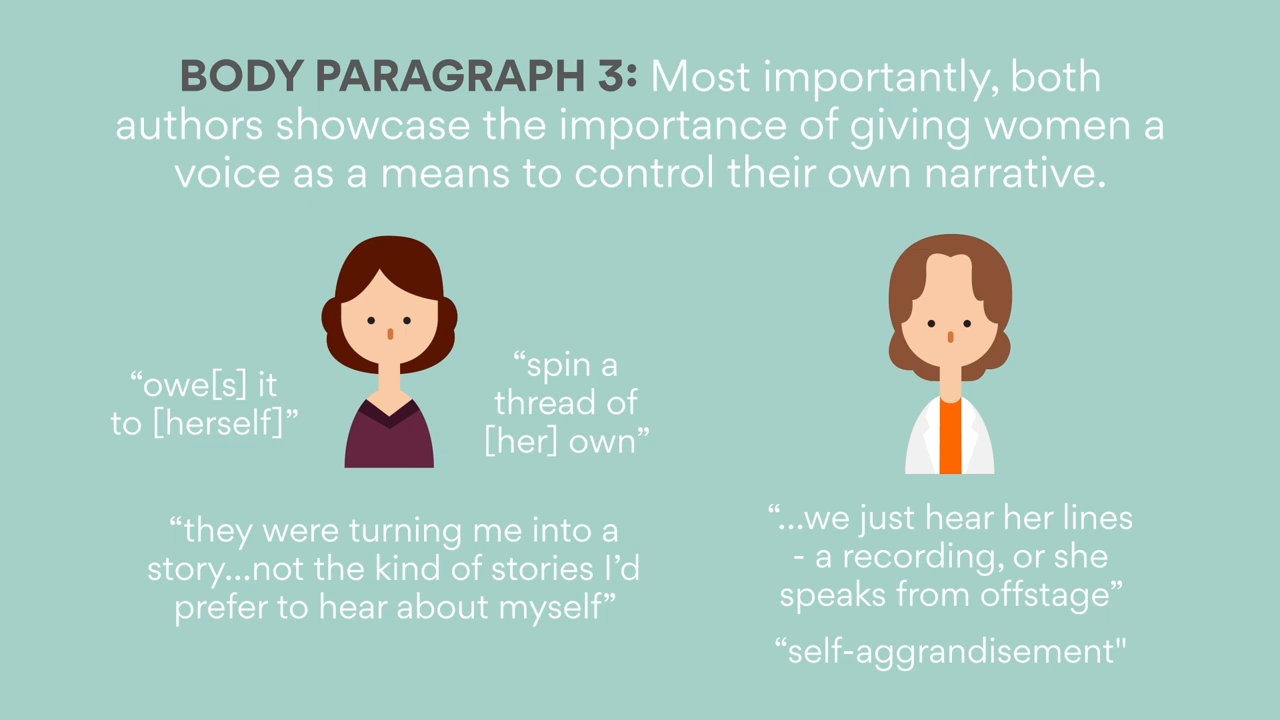 BODY PARAGRAPH 3: Most importantly, both
authors showcase the importance of giving women a
voice as a means to control their own narrative.
“owe[s] it
to [herself]”
“spin a
thread of
[her] own”
“they were turning me into a
story...not the kind of stories I’d
prefer to hear about myself”
“...we just hear her lines
- a recording, or she
speaks from offstage”
“self-aggrandisement"